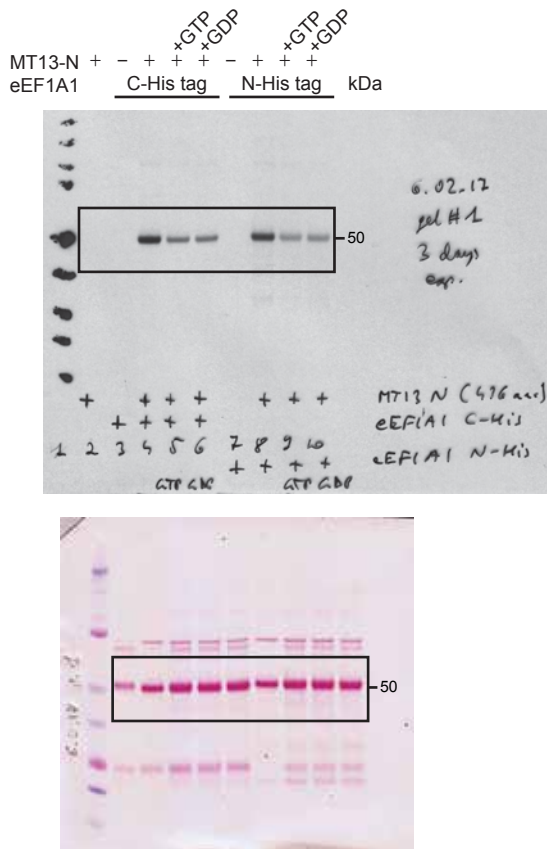 +GTP +GDP +GTP +GDP
MT13-N + − + + + − + + +
eEF1A1 C-His tag N-His tag kDa
6.02.17
gel #1
3 days
exp.
50
+ + + + + + + MT13 N (
+ + + + eEF1A1 C-His
1 2 3 4 5 6 7 8 9 10 eEF1A1 N-His
+ + + +
GTP GDP GTP GDP
50